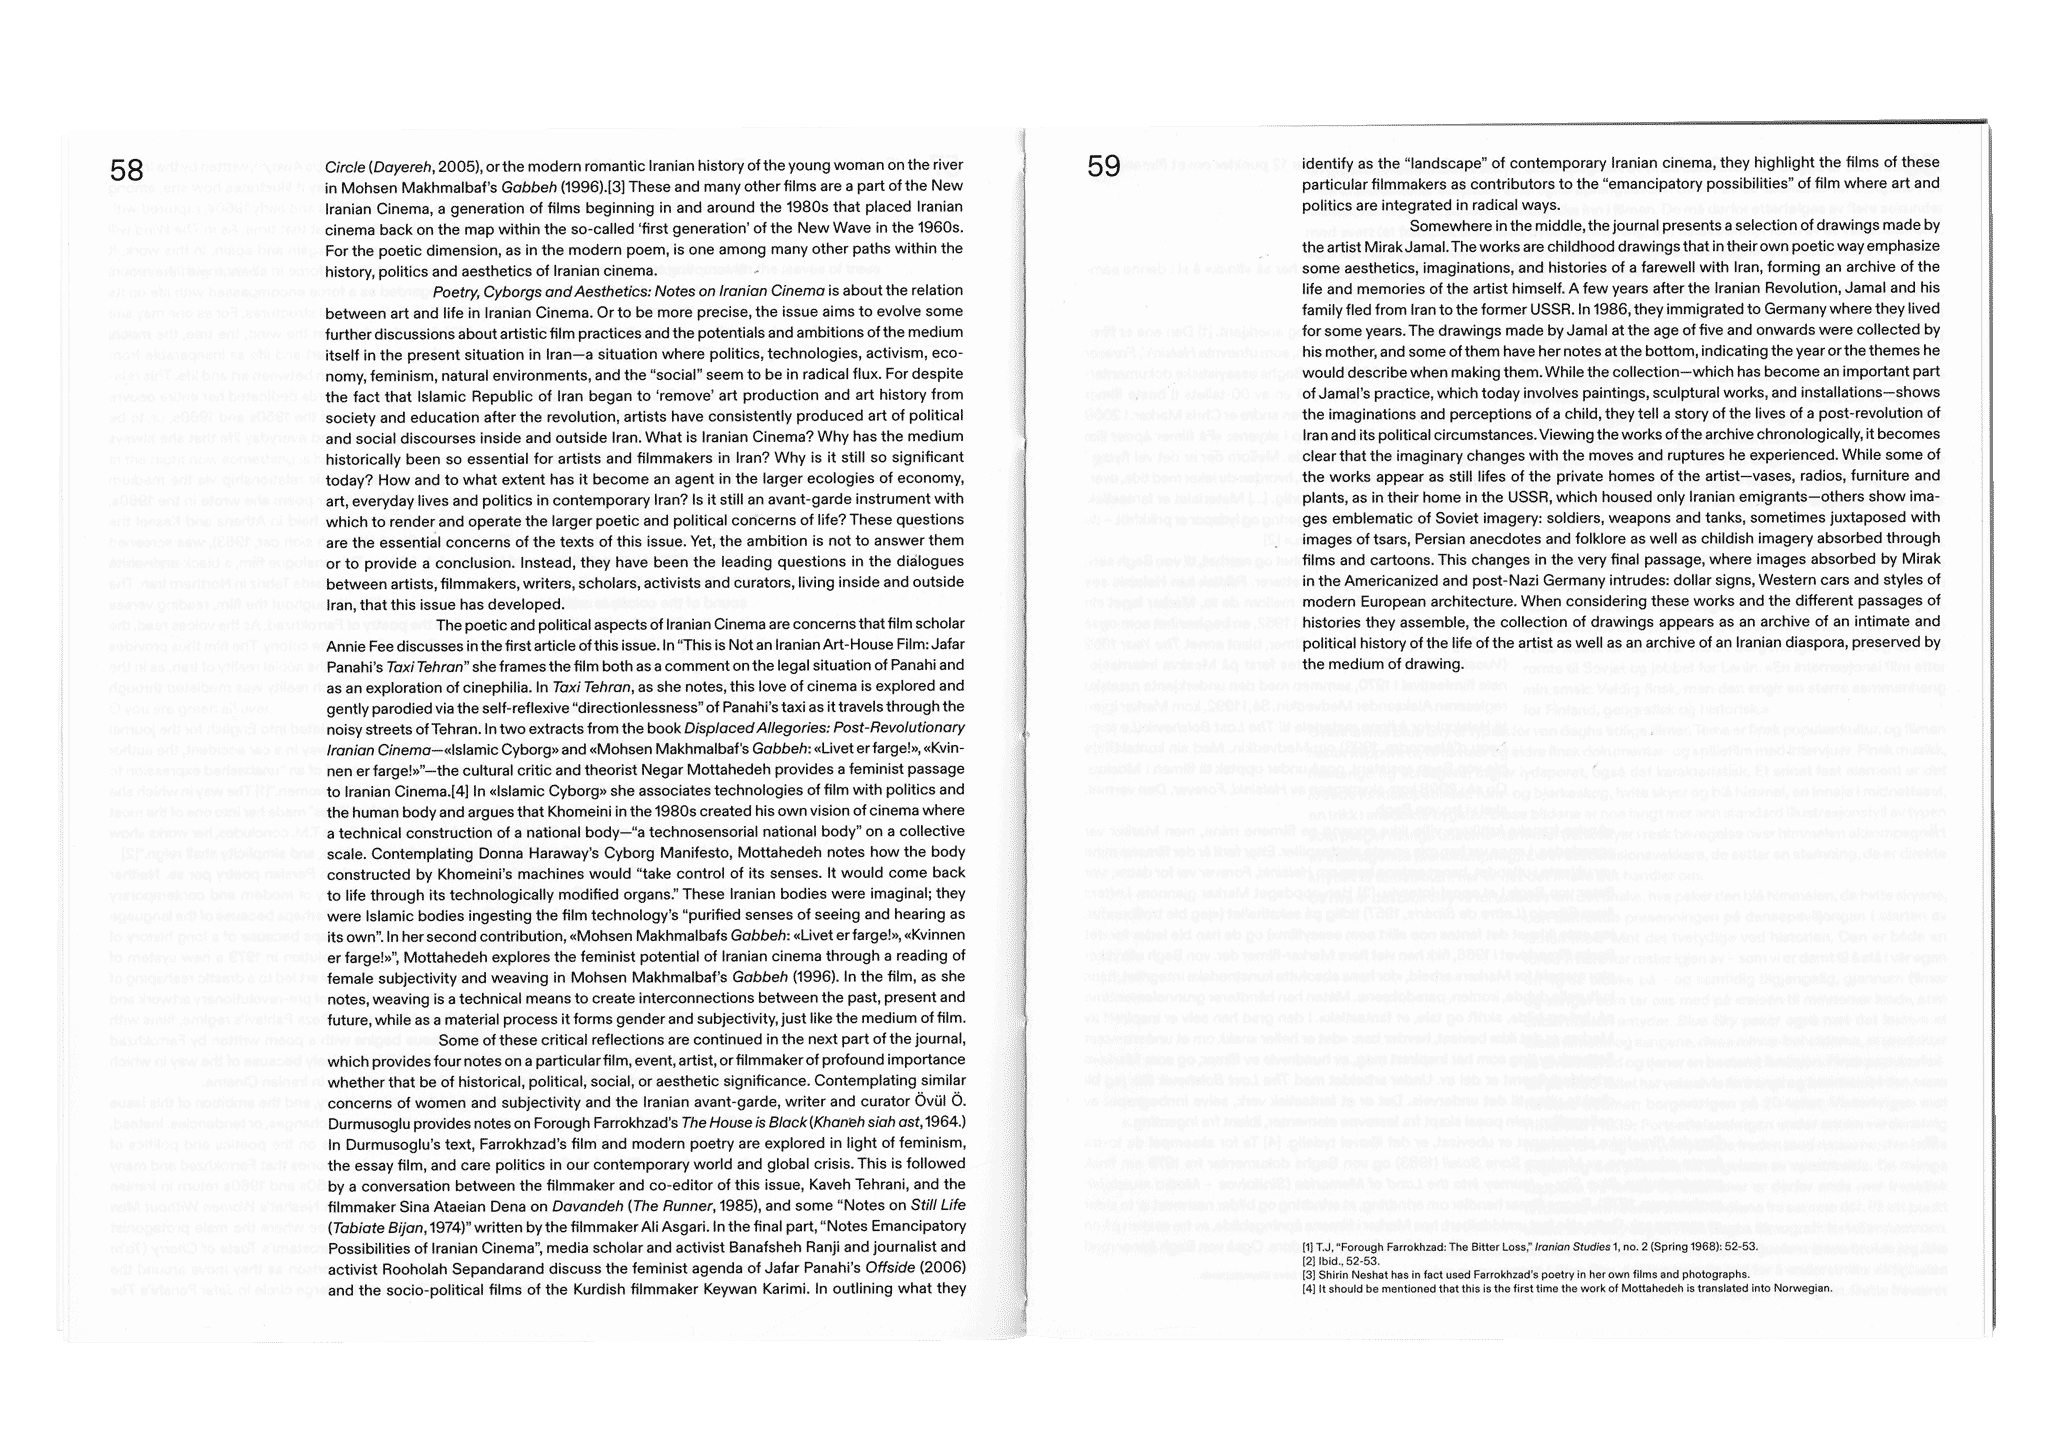 58
Circle (Dayereh, 2005), or the modern romantic Iranian history of the young woman on the river
in Mohsen Makhmalbaf's Gabbeh (1996).[3] These and many other films are a part of the New
Iranian Cinema, a generation of films beginning in and around the 1980s that placed Iranian
cinema back on the map within the so-called 'first generation' of the New Wave in the 1960s.
For the poetic dimension, as in the modern poem, is one among many other paths within the
history, politics and aesthetics of Iranian cinema.
Poetry, Cyborgs and Aesthetics: Notes on Iranian Cinema is about the relation
between art and life in Iranian Cinema. Or to be more precise, the issue aims to evolve some
further discussions about artistic film practices and the potentials and ambitions of the medium
itself in the present situation in Iran—a situation where politics, technologies, activism, eco-
nomy, feminism, natural environments, and the “social” seem to be in radical flux. For despite
the fact that Islamic Republic of Iran began to ‘remove’ art production and art history from
society and education after the revolution, artists have consistently produced art of political
and social discourses inside and outside Iran. What is Iranian Cinema? Why has the medium
historically been so essential for artists and filmmakers in Iran? Why is it still so significant
today? How and to what extent has it become an agent in the larger ecologies of economy,
art, everyday lives and politics in contemporary Iran? Is it still an avant-garde instrument with
which to render and operate the larger poetic and political concerns of life? These questions
are the essential concerns of the texts of this issue. Yet, the ambition is not to answer them
or to provide a conclusion. Instead, they have been the leading questions in the dialogues
between artists, filmmakers, writers, scholars, activists and curators, living inside and outside
Iran, that this issue has developed.
The poetic and political aspects of Iranian Cinema are concerns that film scholar
Annie Fee discusses in the first article of this issue. In “This is Not an Iranian Art-House Film: Jafar
Panahi’s Taxi Tehran” she frames the film both as a comment on the legal situation of Panahi and
as an exploration of cinephilia. In Taxi Tehran, as she notes, this love of cinema is explored and
gently parodied via the self-reflexive “directionlessness” of Panahi’s taxi as it travels through the
noisy streets of Tehran. In two extracts from the book Displaced Allegories: Post-Revolutionary
Iranian Cinema—«Islamic Cyborg» and «Mohsen Makhmalbaf’s Gabbeh: «Livet er farge!», «Kvin-
nen er farge!»”—the cultural critic and theorist Negar Mottahedeh provides a feminist passage
to Iranian Cinema.[4] In «Islamic Cyborg» she associates technologies of film with politics and
the human body and argues that Khomeini in the 1980s created his own vision of cinema where
a technical construction of a national body—“a technosensorial national body” on a collective
scale. Contemplating Donna Haraway’s Cyborg Manifesto, Mottahedeh notes how the body
constructed by Khomeini’s machines would “take control of its senses. It would come back
to life through its technologically modified organs.” These Iranian bodies were imaginal; they
were Islamic bodies ingesting the film technology’s “purified senses of seeing and hearing as
its own”. In her second contribution, «Mohsen Makhmalbafs Gabbeh: «Livet er farge!», «Kvinnen
er farge!»”, Mottahedeh explores the feminist potential of Iranian cinema through a reading of
female subjectivity and weaving in Mohsen Makhmalbaf’s Gabbeh (1996). In the film, as she
notes, weaving is a technical means to create interconnections between the past, present and
future, while as a material process it forms gender and subjectivity, just like the medium of film.
Some of these critical reflections are continued in the next part of the journal,
which provides four notes on a particular film, event, artist, or filmmaker of profound importance
whether that be of historical, political, social, or aesthetic significance. Contemplating similar
concerns of women and subjectivity and the Iranian avant-garde, writer and curator Övül Ö.
Durmusoglu provides notes on Forough Farrokhzad’s The House is Black (Khaneh siah ast, 1964.)
In Durmusoglu’s text, Farrokhzad’s film and modern poetry are explored in light of feminism,
the essay film, and care politics in our contemporary world and global crisis. This is followed
by a conversation between the filmmaker and co-editor of this issue, Kaveh Tehrani, and the
filmmaker Sina Ataeian Dena on Davandeh (The Runner, 1985), and some “Notes on Still Life
(Tabiate Bijan, 1974)” written by the filmmaker Ali Asgari. In the final part, “Notes Emancipatory
Possibilities of Iranian Cinema”, media scholar and activist Banafsheh Ranji and journalist and
activist Rooholah Sepandarand discuss the feminist agenda of Jafar Panahi’s Offside (2006)
and the socio-political films of the Kurdish filmmaker Keywan Karimi. In outlining what they
59
identify as the “landscape” of contemporary Iranian cinema, they highlight the films of these
particular filmmakers as contributors to the “emancipatory possibilities” of film where art and
politics are integrated in radical ways.
Somewhere in the middle, the journal presents a selection of drawings made by
the artist Mirak Jamal. The works are childhood drawings that in their own poetic way emphasize
some aesthetics, imaginations, and histories of a farewell with Iran, forming an archive of the
life and memories of the artist himself. A few years after the Iranian Revolution, Jamal and his
family fled from Iran to the former USSR. In 1986, they immigrated to Germany where they lived
for some years. The drawings made by Jamal at the age of five and onwards were collected by
his mother, and some of them have her notes at the bottom, indicating the year or the themes he
would describe when making them. While the collection—which has become an important part
of Jamal’s practice, which today involves paintings, sculptural works, and installations—shows
the imaginations and perceptions of a child, they tell a story of the lives of a post-revolution of
Iran and its political circumstances. Viewing the works of the archive chronologically, it becomes
clear that the imaginary changes with the moves and ruptures he experienced. While some of
the works appear as still lifes of the private homes of the artist—vases, radios, furniture and
plants, as in their home in the USSR, which housed only Iranian emigrants—others show ima-
ges emblematic of Soviet imagery: soldiers, weapons and tanks, sometimes juxtaposed with
images of tsars, Persian anecdotes and folklore as well as childish imagery absorbed through
films and cartoons. This changes in the very final passage, where images absorbed by Mirak
in the Americanized and post-Nazi Germany intrudes: dollar signs, Western cars and styles of
modern European architecture. When considering these works and the different passages of
histories they assemble, the collection of drawings appears as an archive of an intimate and
political history of the life of the artist as well as an archive of an Iranian diaspora, preserved by
the medium of drawing.
[1] T.J, “Forough Farrokhzad: The Bitter Loss,” Iranian Studies 1, no. 2 (Spring 1968): 52-53.
[2] Ibid., 52-53.
[3] Shirin Neshat has in fact used Farrokhzad’s poetry in her own films and photographs.
[4] It should be mentioned that this is the first time the work of Mottahedeh is translated into Norwegian.